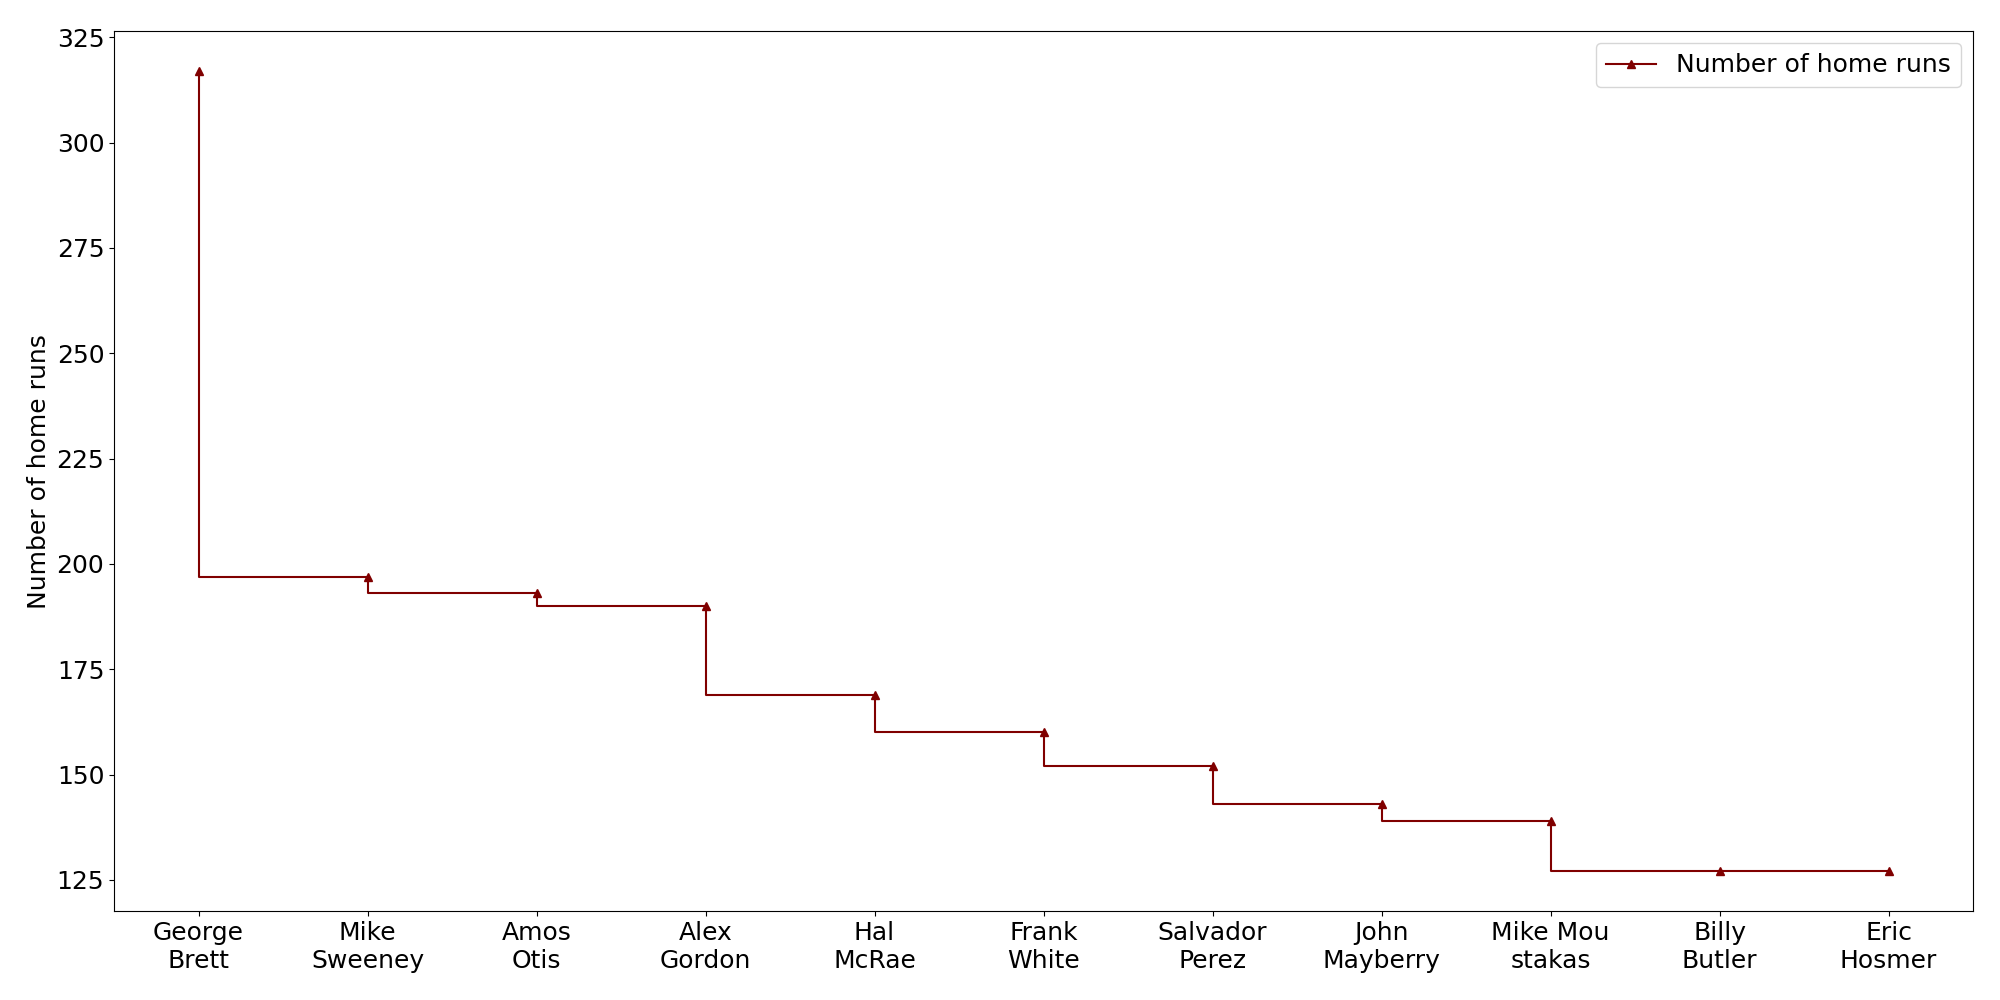 Number of home runs
Number of home runs
325
300
275
250
225
200
175
150
125
George
Brett
Mike
Sweeney
Amos
Otis
Alex
Gordon
Hal
McRae
Frank
White
Salvador
Perez
John
Mayberry
Mike Mou
stakas
Billy
Butler
Eric
Hosmer